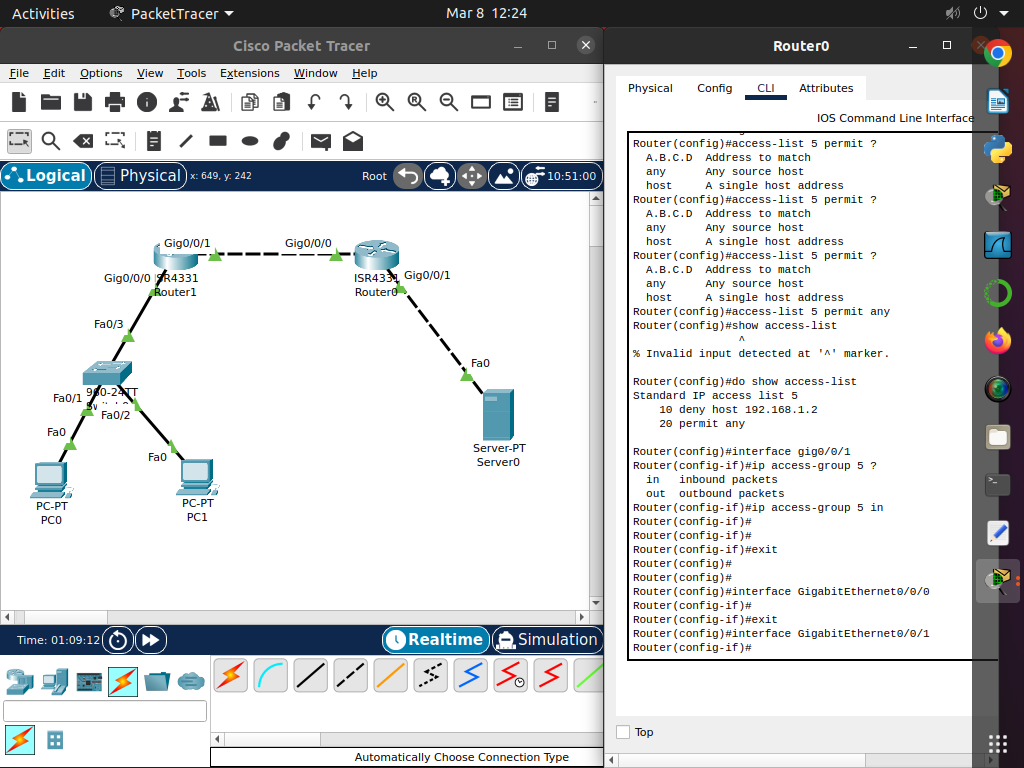 Activities
PacketTracer
Mar 8 12:24
Cisco Packet Tracer
File Edit Options View Tools Extensions Window Help
Logical
Physical
x: 649, y: 242
Root
10:51:00
Gig0/0/1
Gig0/0/0
Gig0/0/0
SR4331
Router1
ISR4331
Router0
Gig0/0/1
Fa0/3
Fa0/1
960-24TT
Fa0/2
Fa0
Fa0
Fa0
PC-PT
PC0
PC-PT
PC1
Server-PT
Server0
Time: 01:09:12
Realtime
Simulation
Automatically Choose Connection Type
Router0
Physical Config CLI Attributes
IOS Command Line Interface
Router(config)#access-list 5 permit ?
A.B.C.D Address to match
any Any source host
host A single host address
Router(config)#access-list 5 permit ?
A.B.C.D Address to match
any Any source host
host A single host address
Router(config)#access-list 5 permit ?
A.B.C.D Address to match
any Any source host
host A single host address
Router(config)#access-list 5 permit any
Router(config)#show access-list
^
% Invalid input detected at '^' marker.
Router(config)#do show access-list
Standard IP access list 5
10 deny host 192.168.1.2
20 permit any
Router(config)#interface gig0/0/1
Router(config-if)#ip access-group 5 ?
in inbound packets
out outbound packets
Router(config-if)#ip access-group 5 in
Router(config-if)#
Router(config-if)#
Router(config-if)#exit
Router(config)#
Router(config)#
Router(config)#interface GigabitEthernet0/0/0
Router(config-if)#
Router(config-if)#exit
Router(config)#interface GigabitEthernet0/0/1
Router(config-if)#
Top